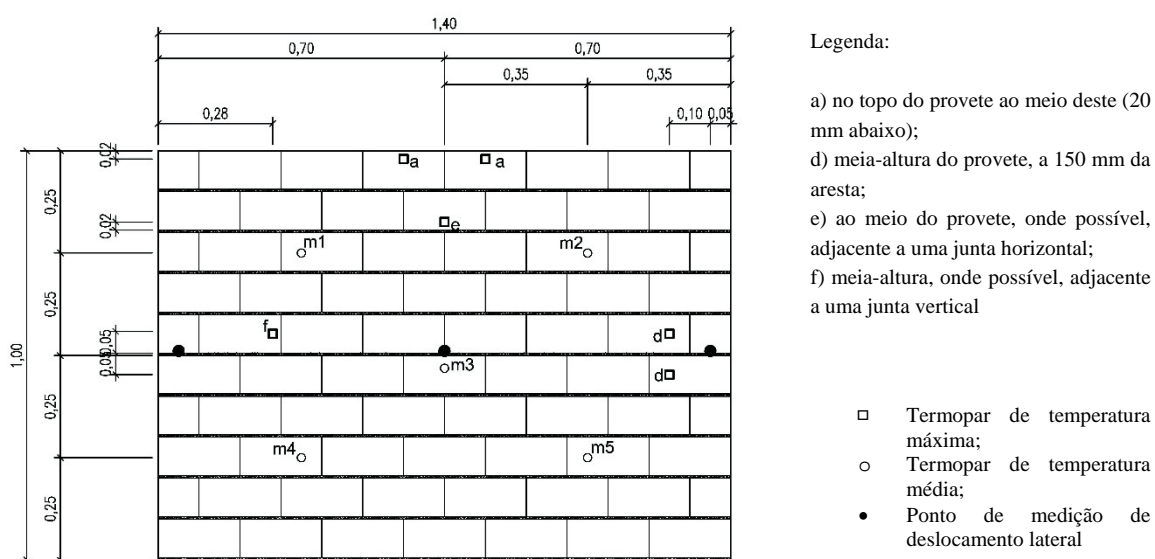 1,40
0,70
0,70
0,35
0,35
0,28
0,10
0,05
Legenda:
a) no topo do provete ao meio deste (20
mm abaixo);
d) meia-altura do provete, a 150 mm da
aresta;
e) ao meio do provete, onde possível,
adjacente a uma junta horizontal;
f) meia-altura, onde possível, adjacente
a uma junta vertical
0,02
a
a
0,25
0,02
e
m1
m2
0,25
1,00
0,05
f
d
0,05
m3
d
0,25
m4
m5
0,25
Termopar de temperatura
máxima;
Termopar de temperatura
média;
Ponto de medição de
deslocamento lateral